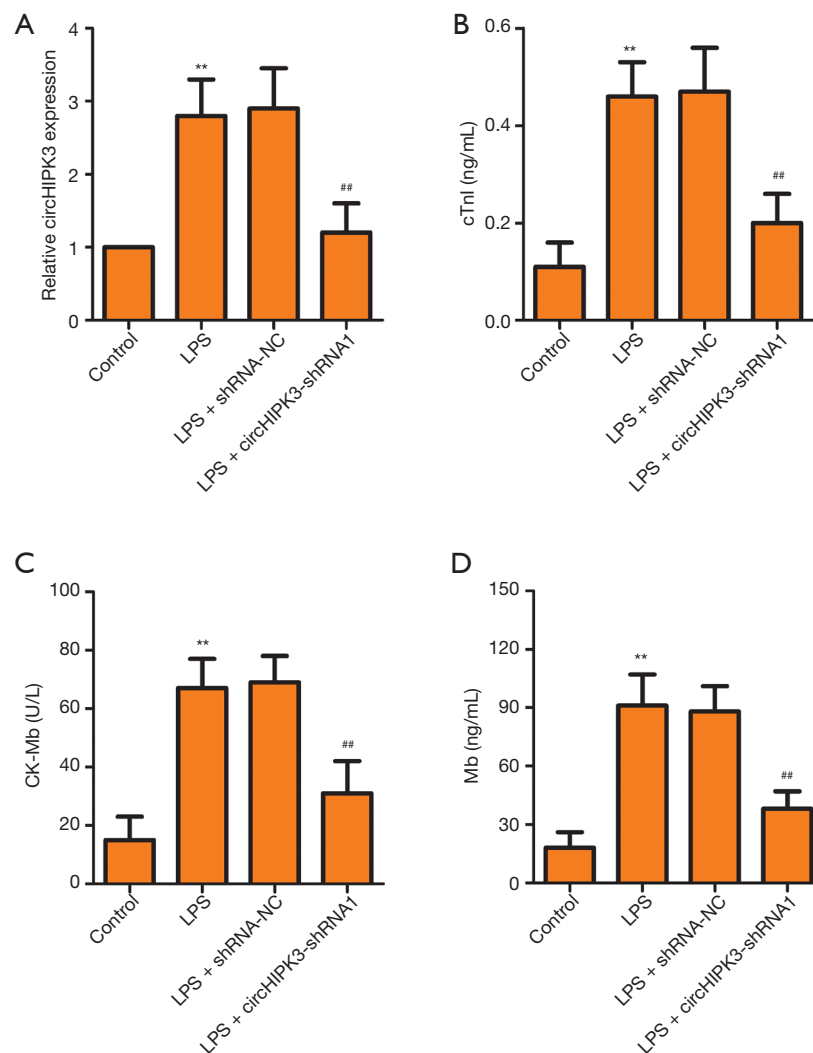 A
Relative circHIPK3 expression
4
3
2
1
0
**
##
Control
LPS
LPS + shRNA-NC
LPS + circHIPK3-shRNA1
B
cTnI (ng/mL)
0.6
0.4
0.2
0.0
**
##
Control
LPS
LPS + shRNA-NC
LPS + circHIPK3-shRNA1
C
CK-Mb (U/L)
100
80
60
40
20
0
**
##
Control
LPS
LPS + shRNA-NC
LPS + circHIPK3-shRNA1
D
Mb (ng/mL)
150
120
90
60
30
0
**
##
Control
LPS
LPS + shRNA-NC
LPS + circHIPK3-shRNA1